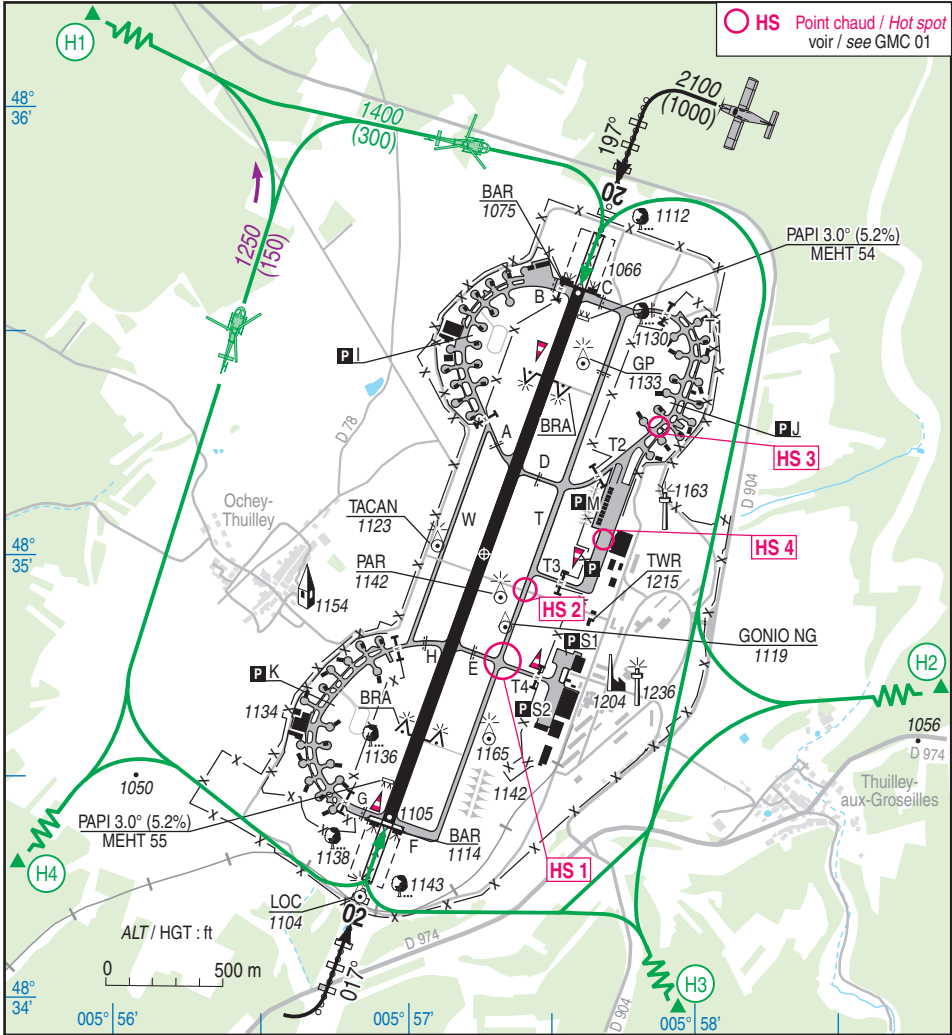 HS Point chaud / Hot spot
voir / see GMC 01
H1
48°
36'
1400
(300)
2100
(1000)
197°
20
BAR
1075
1112
1250
(150)
1066
PAPI 3.0° (5.2%)
MEHT 54
B
C
T1
1130
P I
GP
1133
D 78
BRA
P J
A
T2
HS 3
D
Ochey-
Thuilley
TACAN
1123
W
P M
1163
D 904
T
48°
35'
HS 4
PAR
1142
T3
P
TWR
1215
1154
HS 2
GONIO NG
1119
H
P S1
E
H2
P K
T4
BRA
P S2
1204
1236
1134
1056
D 974
1136
1165
1050
1142
Thuilley-
aux-Groseilles
G
1105
PAPI 3.0° (5.2%)
MEHT 55
F
BAR
1114
1138
H4
HS 1
1143
LOC
1104
02
ALT / HGT : ft
D 974
0 500 m
017°
H3
48°
34'
D 904
005° 56'
005° 57'
005° 58'